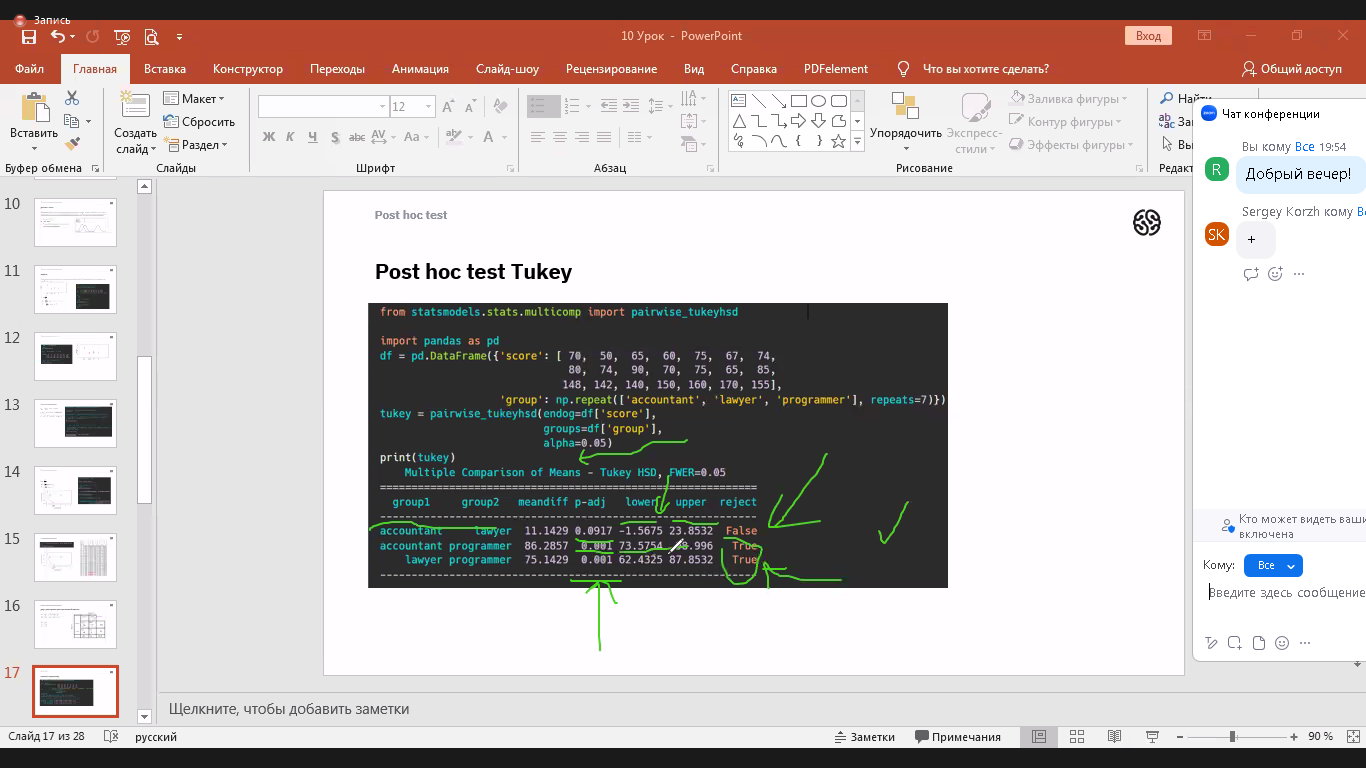 Запись
10 Урок - PowerPoint
Вход
Файл Главная Вставка Конструктор Переходы Анимация Слайд-шоу Рецензирование Вид Справка PDFelement Что вы хотите сделать? Общий доступ
Вставить
Буфер обмена
Создать слайд
Макет
Сбросить
Раздел
Слайды
12
Ж К Ч S abc AV Aa A
Шрифт
Абзац
Упорядочить
Экспресс-стили
Заливка фигуры
Контур фигуры
Эффекты фигуры
Рисование
Найти
За
Вы
Редакт
Чат конференции
Вы кому Все 19:54
R
Добрый вечер!
Sergey Korzh кому В
SK
+
Кто может видеть ваши
включена
Кому: Все
Введите здесь сообщение
10
11
12
13
14
15
16
17
Post hoc test
Post hoc test Tukey
from statsmodels.stats.multicomp import pairwise_tukeyhsd
import pandas as pd
df = pd.DataFrame({'score': [ 70, 50, 65, 60, 75, 67, 74,
80, 74, 90, 70, 75, 65, 85,
148, 142, 140, 150, 160, 170, 155],
'group': np.repeat(['accountant', 'lawyer', 'programmer'], repeats=7)})
tukey = pairwise_tukeyhsd(endog=df['score'],
groups=df['group'],
alpha=0.05)
print(tukey)
Multiple Comparison of Means - Tukey HSD, FWER=0.05
=====================================================
group1 group2 meandiff p-adj lower upper reject
-----------------------------------------------------
accountant lawyer 11.1429 0.0917 -1.5675 23.8532 False
accountant programmer 86.2857 0.001 73.5754 .996 True
lawyer programmer 75.1429 0.001 62.4325 87.8532 True
-----------------------------------------------------
Щелкните, чтобы добавить заметки
Слайд 17 из 28 русский Заметки Примечания 90 %